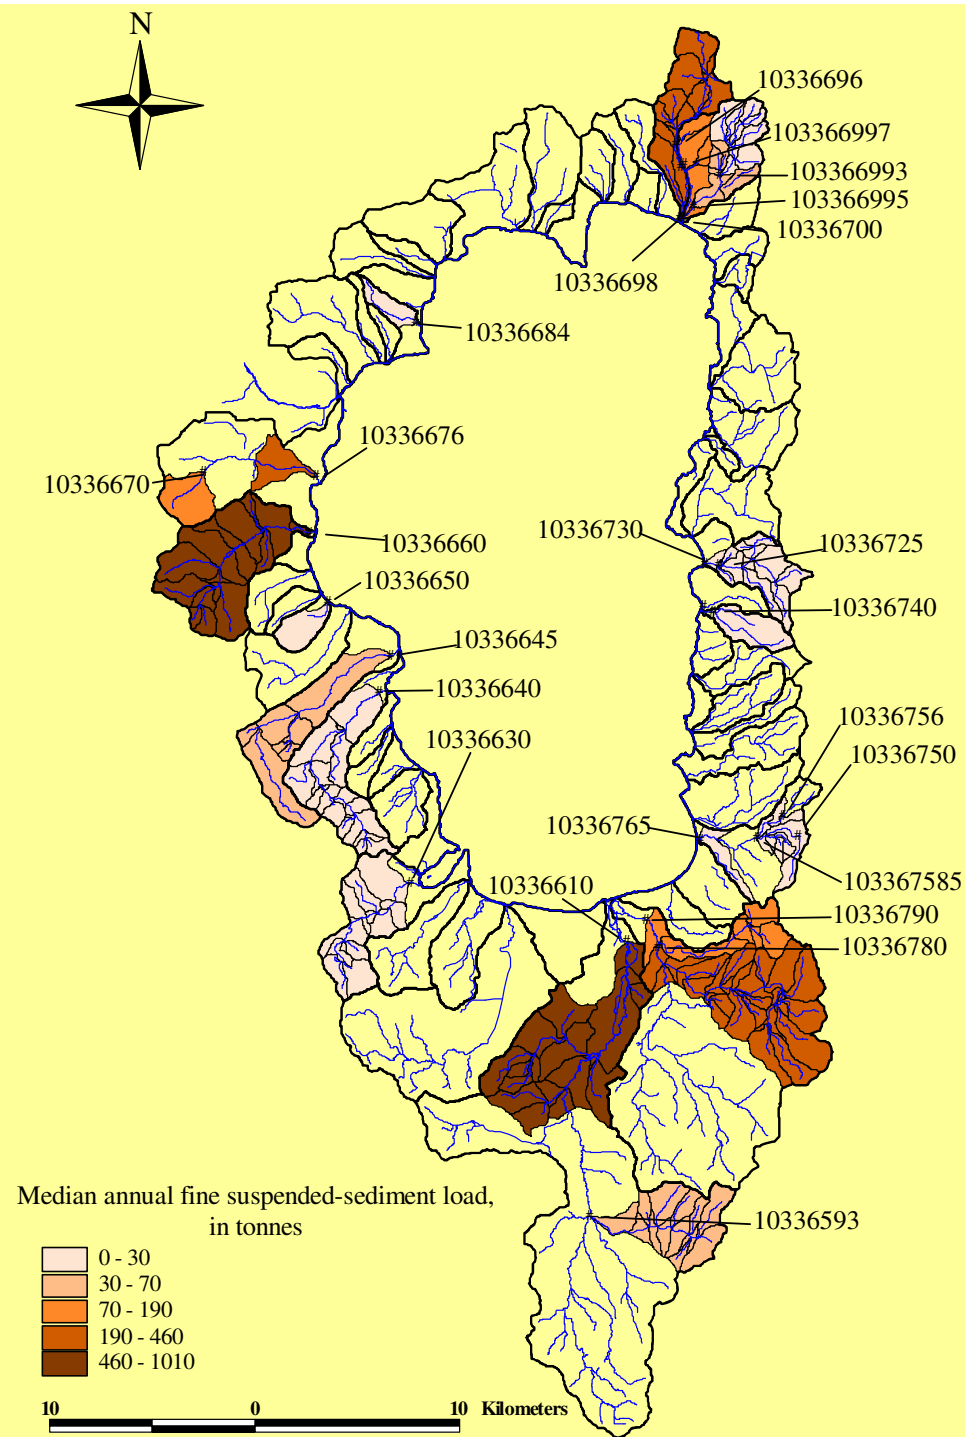 N
10336696
103366997
103366993
103366995
10336700
10336698
10336684
10336676
10336670
10336660
10336650
10336730
10336725
10336740
10336645
10336640
10336630
10336756
10336750
10336765
103367585
10336610
10336790
10336780
10336593
Median annual fine suspended-sediment load,
in tonnes
0 - 30
30 - 70
70 - 190
190 - 460
460 - 1010
10 0 10 Kilometers